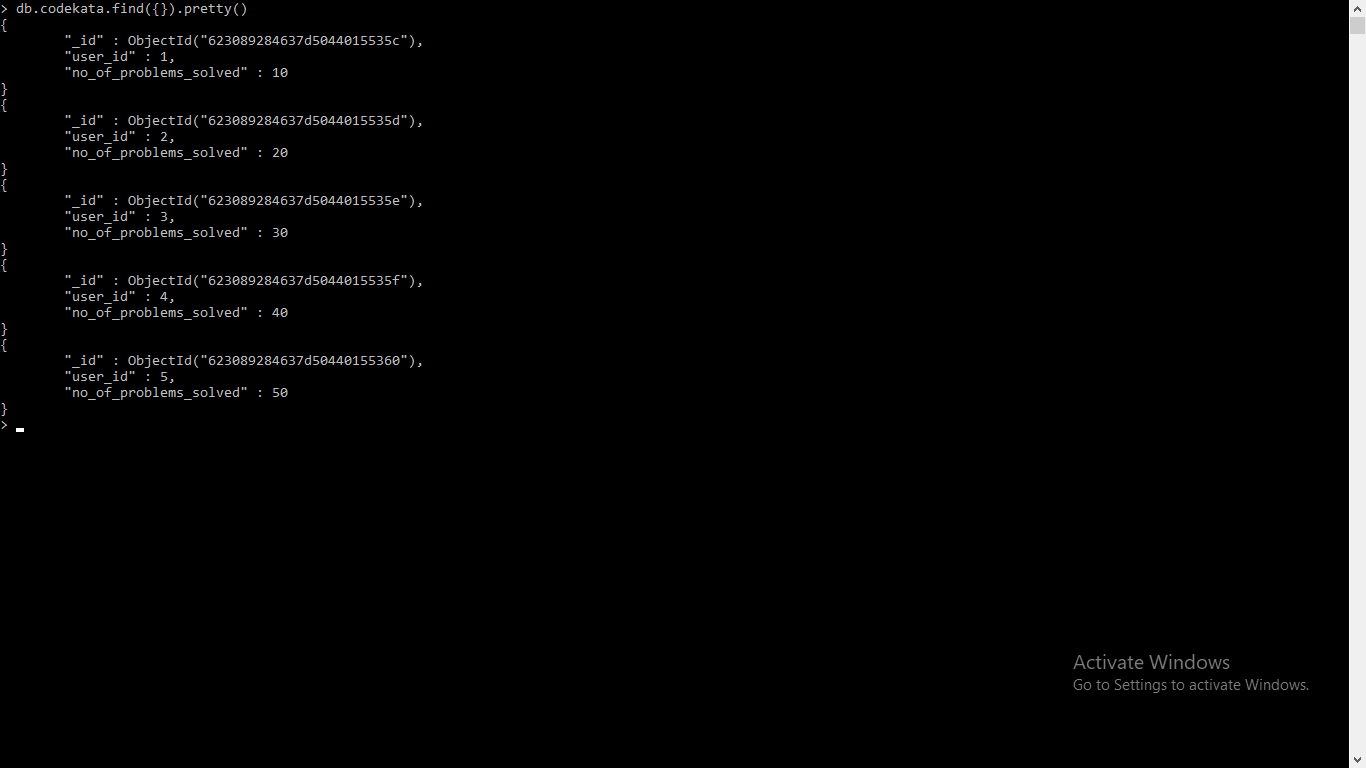 > db.codekata.find({}).pretty()
{
        "_id" : ObjectId("623089284637d5044015535c"),
        "user_id" : 1,
        "no_of_problems_solved" : 10
}
{
        "_id" : ObjectId("623089284637d5044015535d"),
        "user_id" : 2,
        "no_of_problems_solved" : 20
}
{
        "_id" : ObjectId("623089284637d5044015535e"),
        "user_id" : 3,
        "no_of_problems_solved" : 30
}
{
        "_id" : ObjectId("623089284637d5044015535f"),
        "user_id" : 4,
        "no_of_problems_solved" : 40
}
{
        "_id" : ObjectId("623089284637d50440155360"),
        "user_id" : 5,
        "no_of_problems_solved" : 50
}
>
Activate Windows
Go to Settings to activate Windows.